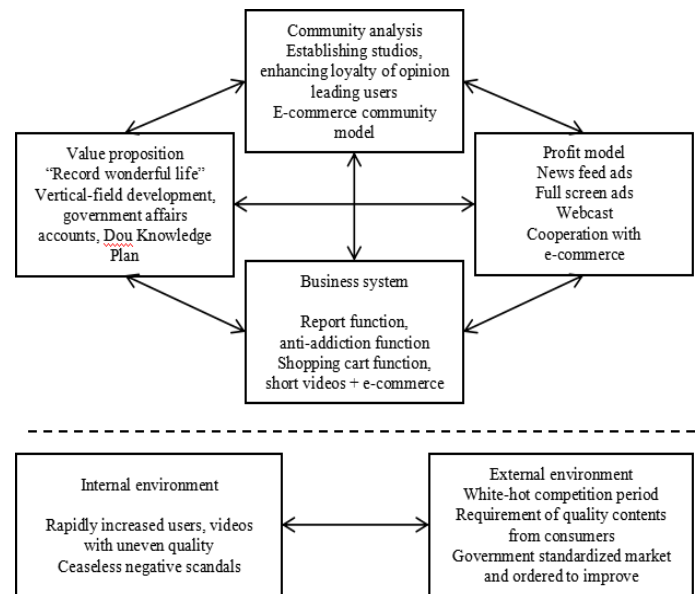 Community analysis
Establishing studios,
enhancing loyalty of opinion
leading users
E-commerce community
model
Value proposition
“Record wonderful life”
Vertical-field development,
government affairs
accounts, Dou Knowledge
Plan
Profit model
News feed ads
Full screen ads
Webcast
Cooperation with
e-commerce
Business system
Report function,
anti-addiction function
Shopping cart function,
short videos + e-commerce
Internal environment
Rapidly increased users, videos
with uneven quality
Ceaseless negative scandals
External environment
White-hot competition period
Requirement of quality contents
from consumers
Government standardized market
and ordered to improve